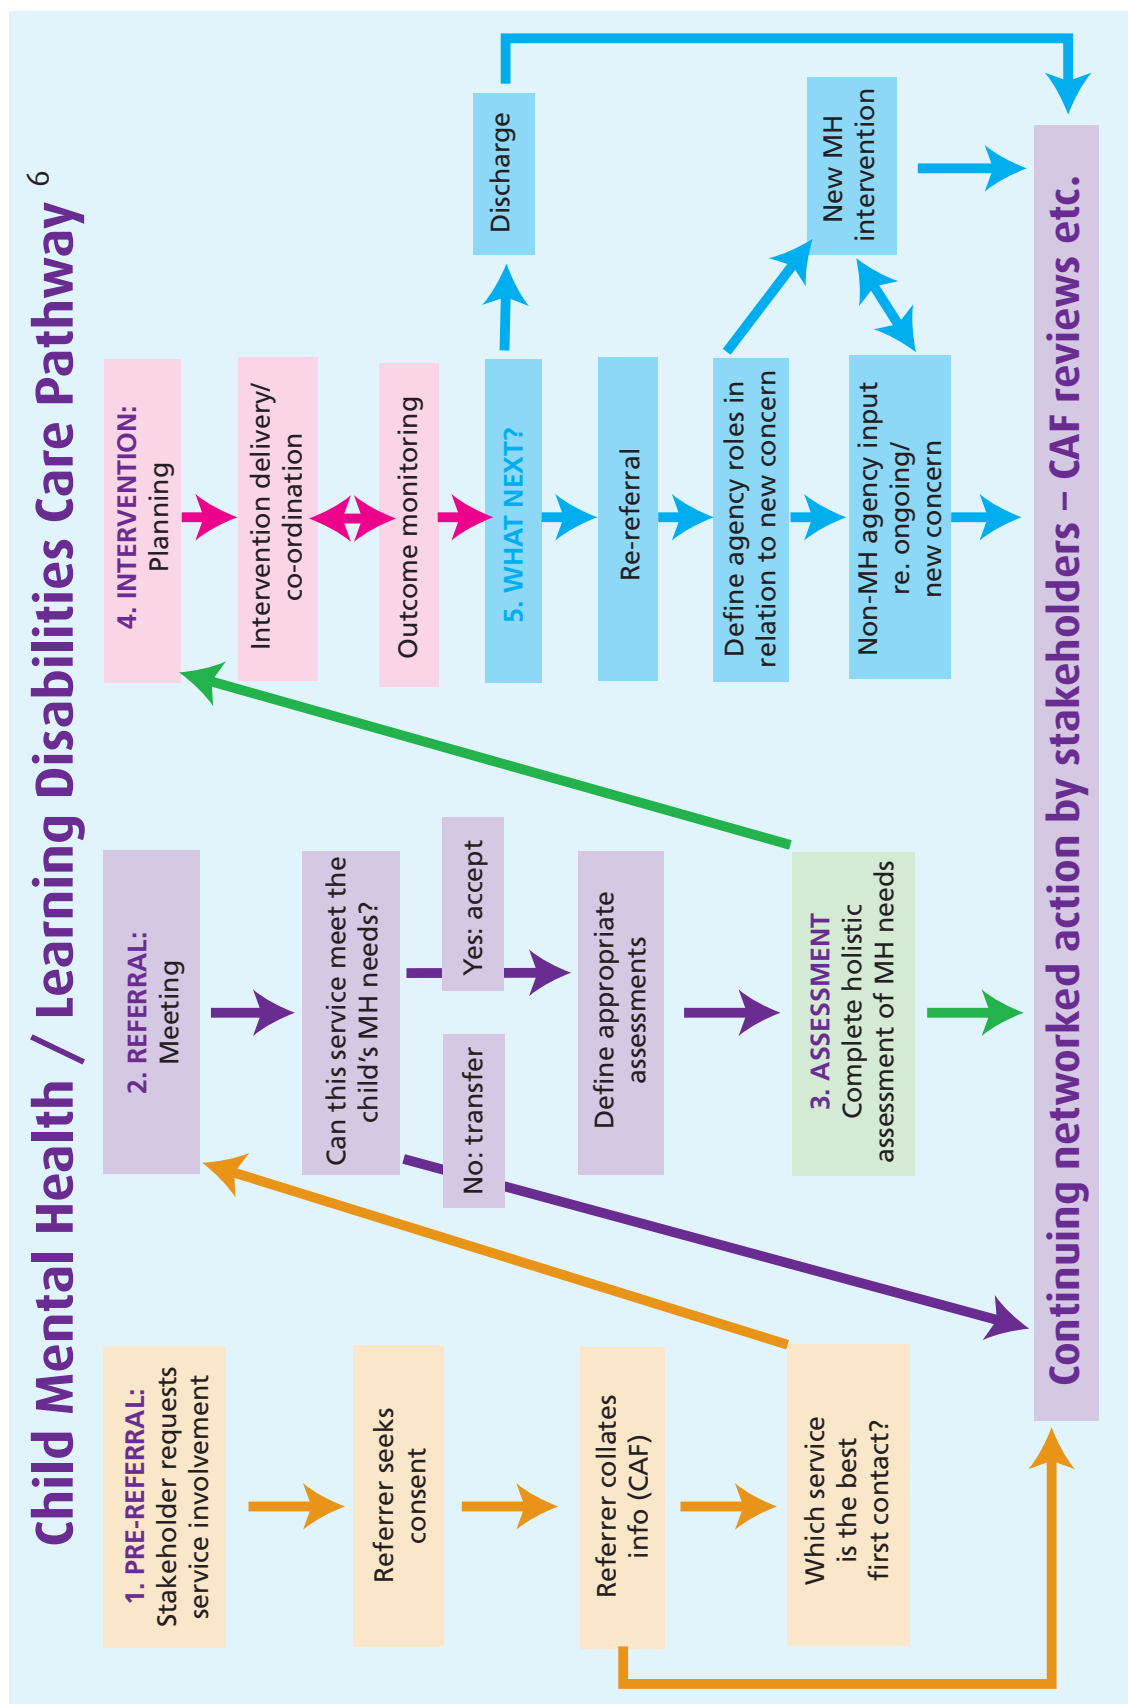 Child Mental Health / Learning Disabilities Care Pathway 6
1. PRE-REFERRAL:
Stakeholder requests
service involvement
Referrer seeks
consent
Referrer collates
info (CAF)
Which service
is the best
first contact?
2. REFERRAL:
Meeting
Can this service meet the
child’s MH needs?
No: transfer
Yes: accept
Define appropriate
assessments
3. ASSESSMENT
Complete holistic
assessment of MH needs
4. INTERVENTION:
Planning
Intervention delivery/
co-ordination
Outcome monitoring
5. WHAT NEXT?
Discharge
Re-referral
Define agency roles in
relation to new concern
New MH
intervention
Non-MH agency input
re. ongoing/
new concern
Continuing networked action by stakeholders – CAF reviews etc.